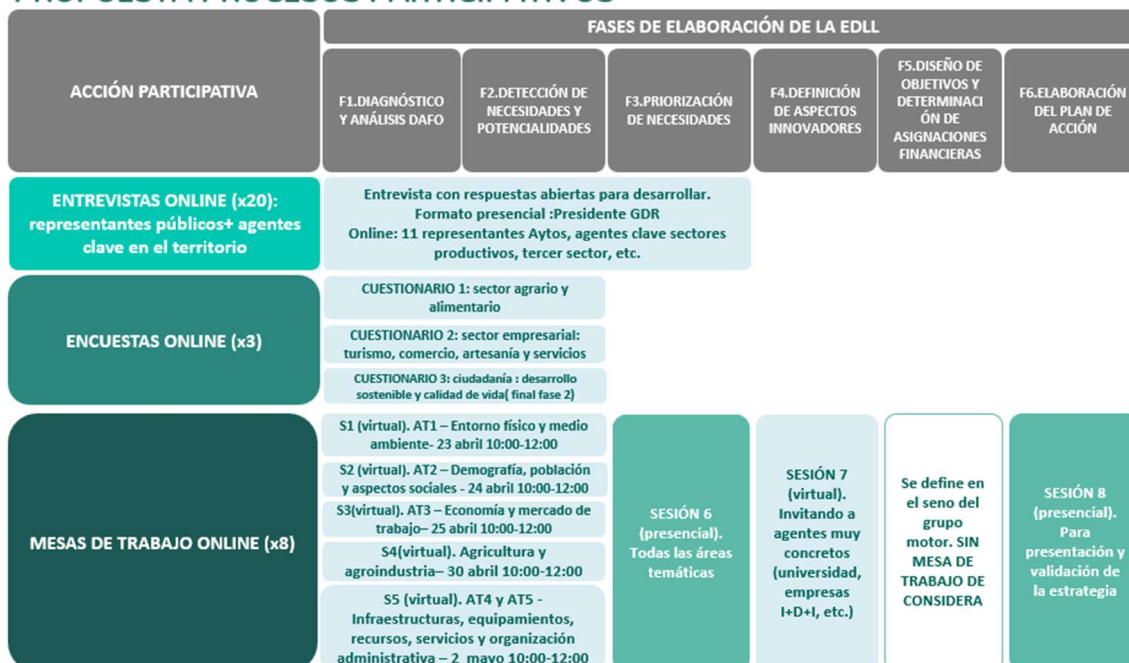 PROPUESTA PROCESOS PARTICIPATIVOS
ACCIÓN PARTICIPATIVA
FASES DE ELABORACIÓN DE LA EDLL
F1.DIAGNÓSTICO
Y ANÁLISIS DAFO
F2.DETECCIÓN DE
NECESIDADES Y
POTENCIALIDADES
F3.PRIORIZACIÓN
DE NECESIDADES
F4.DEFINICIÓN
DE ASPECTOS
INNOVADORES
F5.DISEÑO DE
OBJETIVOS Y
DETERMINACI
ÓN DE
ASIGNACIONES
FINANCIERAS
F6.ELABORACIÓN
DEL PLAN DE
ACCIÓN
ENTREVISTAS ONLINE (x20):
representantes públicos+ agentes
clave en el territorio
Entrevista con respuestas abiertas para desarrollar.
Formato presencial :Presidente GDR
Online: 11 representantes Aytos, agentes clave sectores
productivos, tercer sector, etc.
ENCUESTAS ONLINE (x3)
CUESTIONARIO 1: sector agrario y
alimentario
CUESTIONARIO 2: sector empresarial:
turismo, comercio, artesanía y servicios
CUESTIONARIO 3: ciudadanía : desarrollo
sostenible y calidad de vida( final fase 2)
MESAS DE TRABAJO ONLINE (x8)
S1 (virtual). AT1 – Entorno físico y medio
ambiente- 23 abril 10:00-12:00
S2 (virtual). AT2 – Demografía, población
y aspectos sociales - 24 abril 10:00-12:00
S3(virtual). AT3 – Economía y mercado de
trabajo– 25 abril 10:00-12:00
S4(virtual). Agricultura y
agroindustria– 30 abril 10:00-12:00
S5 (virtual). AT4 y AT5 -
Infraestructuras, equipamientos,
recursos, servicios y organización
administrativa – 2 mayo 10:00-12:00
SESIÓN 6
(presencial).
Todas las áreas
temáticas
SESIÓN 7
(virtual).
Invitando a
agentes muy
concretos
(universidad,
empresas
I+D+I, etc.)
Se define en
el seno del
grupo
motor. SIN
MESA DE
TRABAJO DE
CONSIDERA
SESIÓN 8
(presencial).
Para
presentación y
validación de
la estrategia